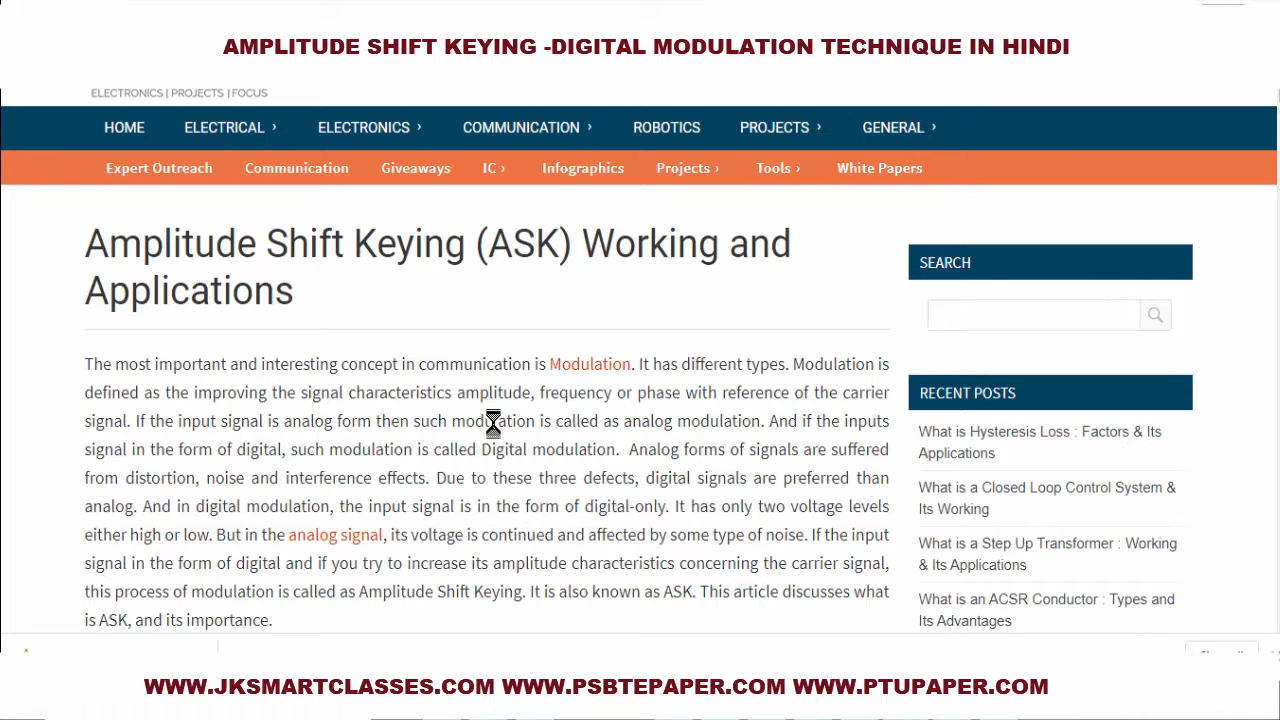 AMPLITUDE SHIFT KEYING -DIGITAL MODULATION TECHNIQUE IN HINDI
ELECTRONICS | PROJECTS | FOCUS
HOME ELECTRICAL › ELECTRONICS › COMMUNICATION › ROBOTICS PROJECTS › GENERAL ›
Expert Outreach Communication Giveaways IC › Infographics Projects › Tools › White Papers
Amplitude Shift Keying (ASK) Working and
Applications
The most important and interesting concept in communication is Modulation. It has different types. Modulation is
defined as the improving the signal characteristics amplitude, frequency or phase with reference of the carrier
signal. If the input signal is analog form then such modulation is called as analog modulation. And if the inputs
signal in the form of digital, such modulation is called Digital modulation.  Analog forms of signals are suffered
from distortion, noise and interference effects. Due to these three defects, digital signals are preferred than
analog. And in digital modulation, the input signal is in the form of digital-only. It has only two voltage levels
either high or low. But in the analog signal, its voltage is continued and affected by some type of noise. If the input
signal in the form of digital and if you try to increase its amplitude characteristics concerning the carrier signal,
this process of modulation is called as Amplitude Shift Keying. It is also known as ASK. This article discusses what
is ASK, and its importance.
SEARCH
RECENT POSTS
What is Hysteresis Loss : Factors & Its
Applications
What is a Closed Loop Control System &
Its Working
What is a Step Up Transformer : Working
& Its Applications
What is an ACSR Conductor : Types and
Its Advantages
WWW.JKSMARTCLASSES.COM WWW.PSBTEPAPER.COM WWW.PTUPAPER.COM